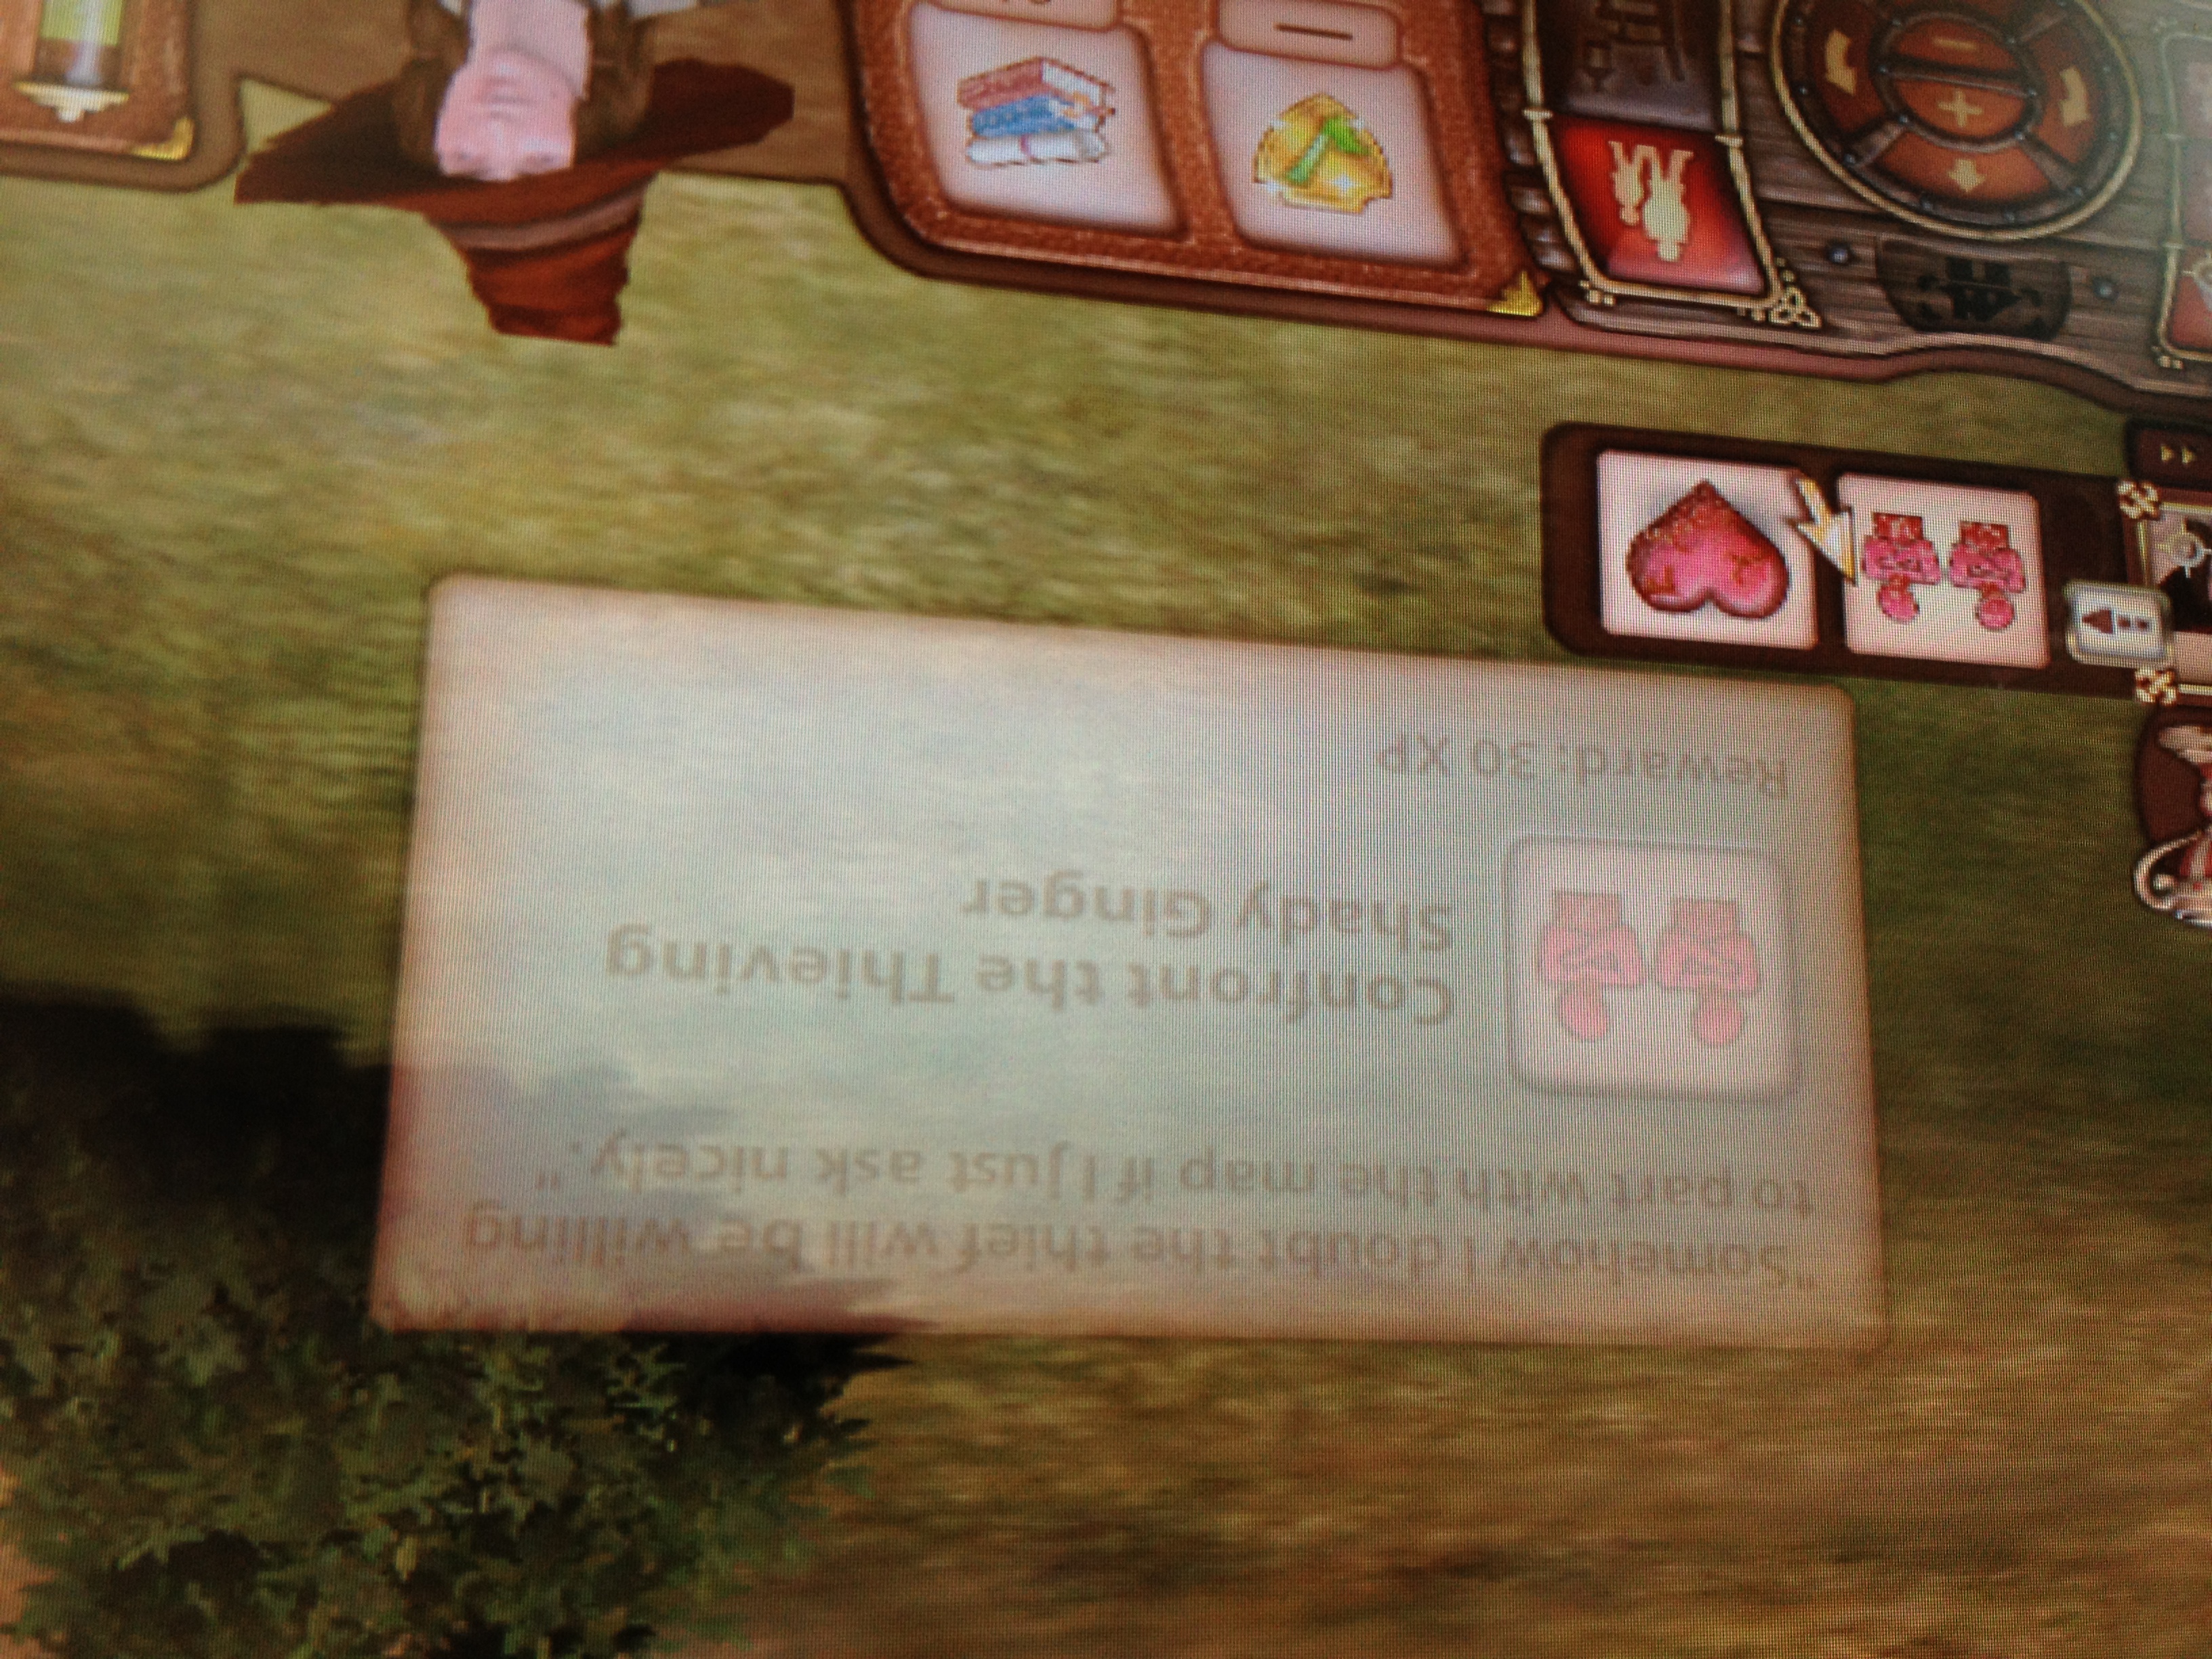 "Somehow I doubt the thief will be willing
to part with the map if I just ask nicely."
Confront the Thieving
Shady Ginger
Reward: 30 XP